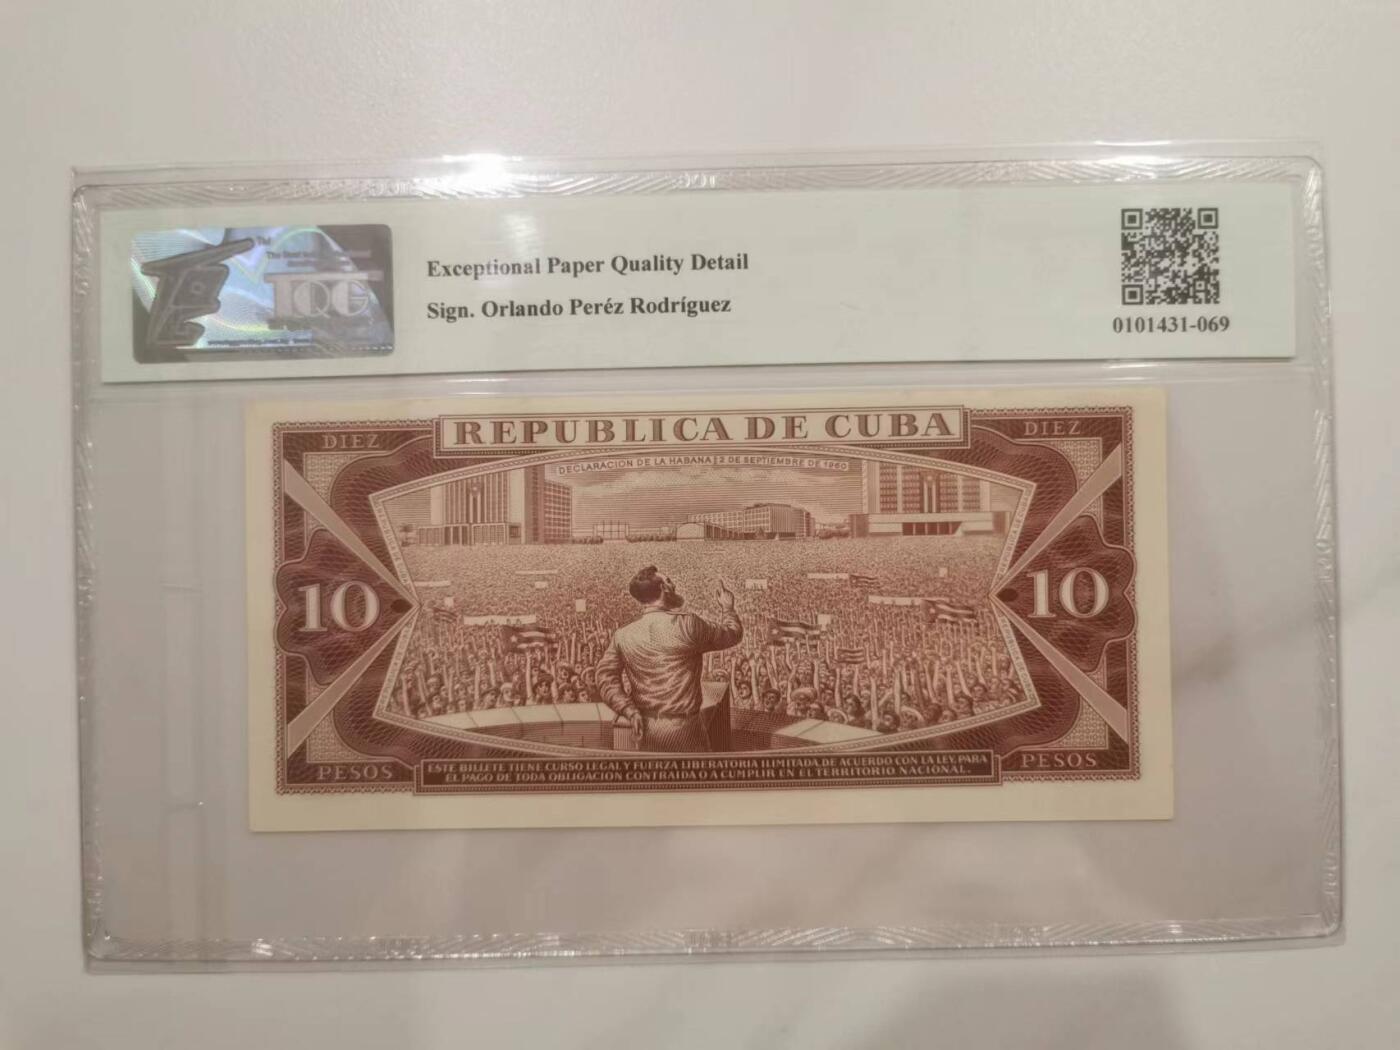 TQG
Exceptional Paper Quality Detail
Sign. Orlando Peréz Rodríguez
0101431-069
REPUBLICA DE CUBA
DIEZ
DIEZ
DECLARACION DE LA HABANA 2 DE SEPTIEMBRE DE 1960
10
10
PESOS
PESOS
ESTE BILLETE TIENE CURSO LEGAL Y FUERZA LIBERATORIA ILIMITADA, DE ACUERDO CON LA LEY, PARA
EL PAGO DE TODA OBLIGACION CONTRAIDA O A CUMPLIR EN EL TERRITORIO NACIONAL.